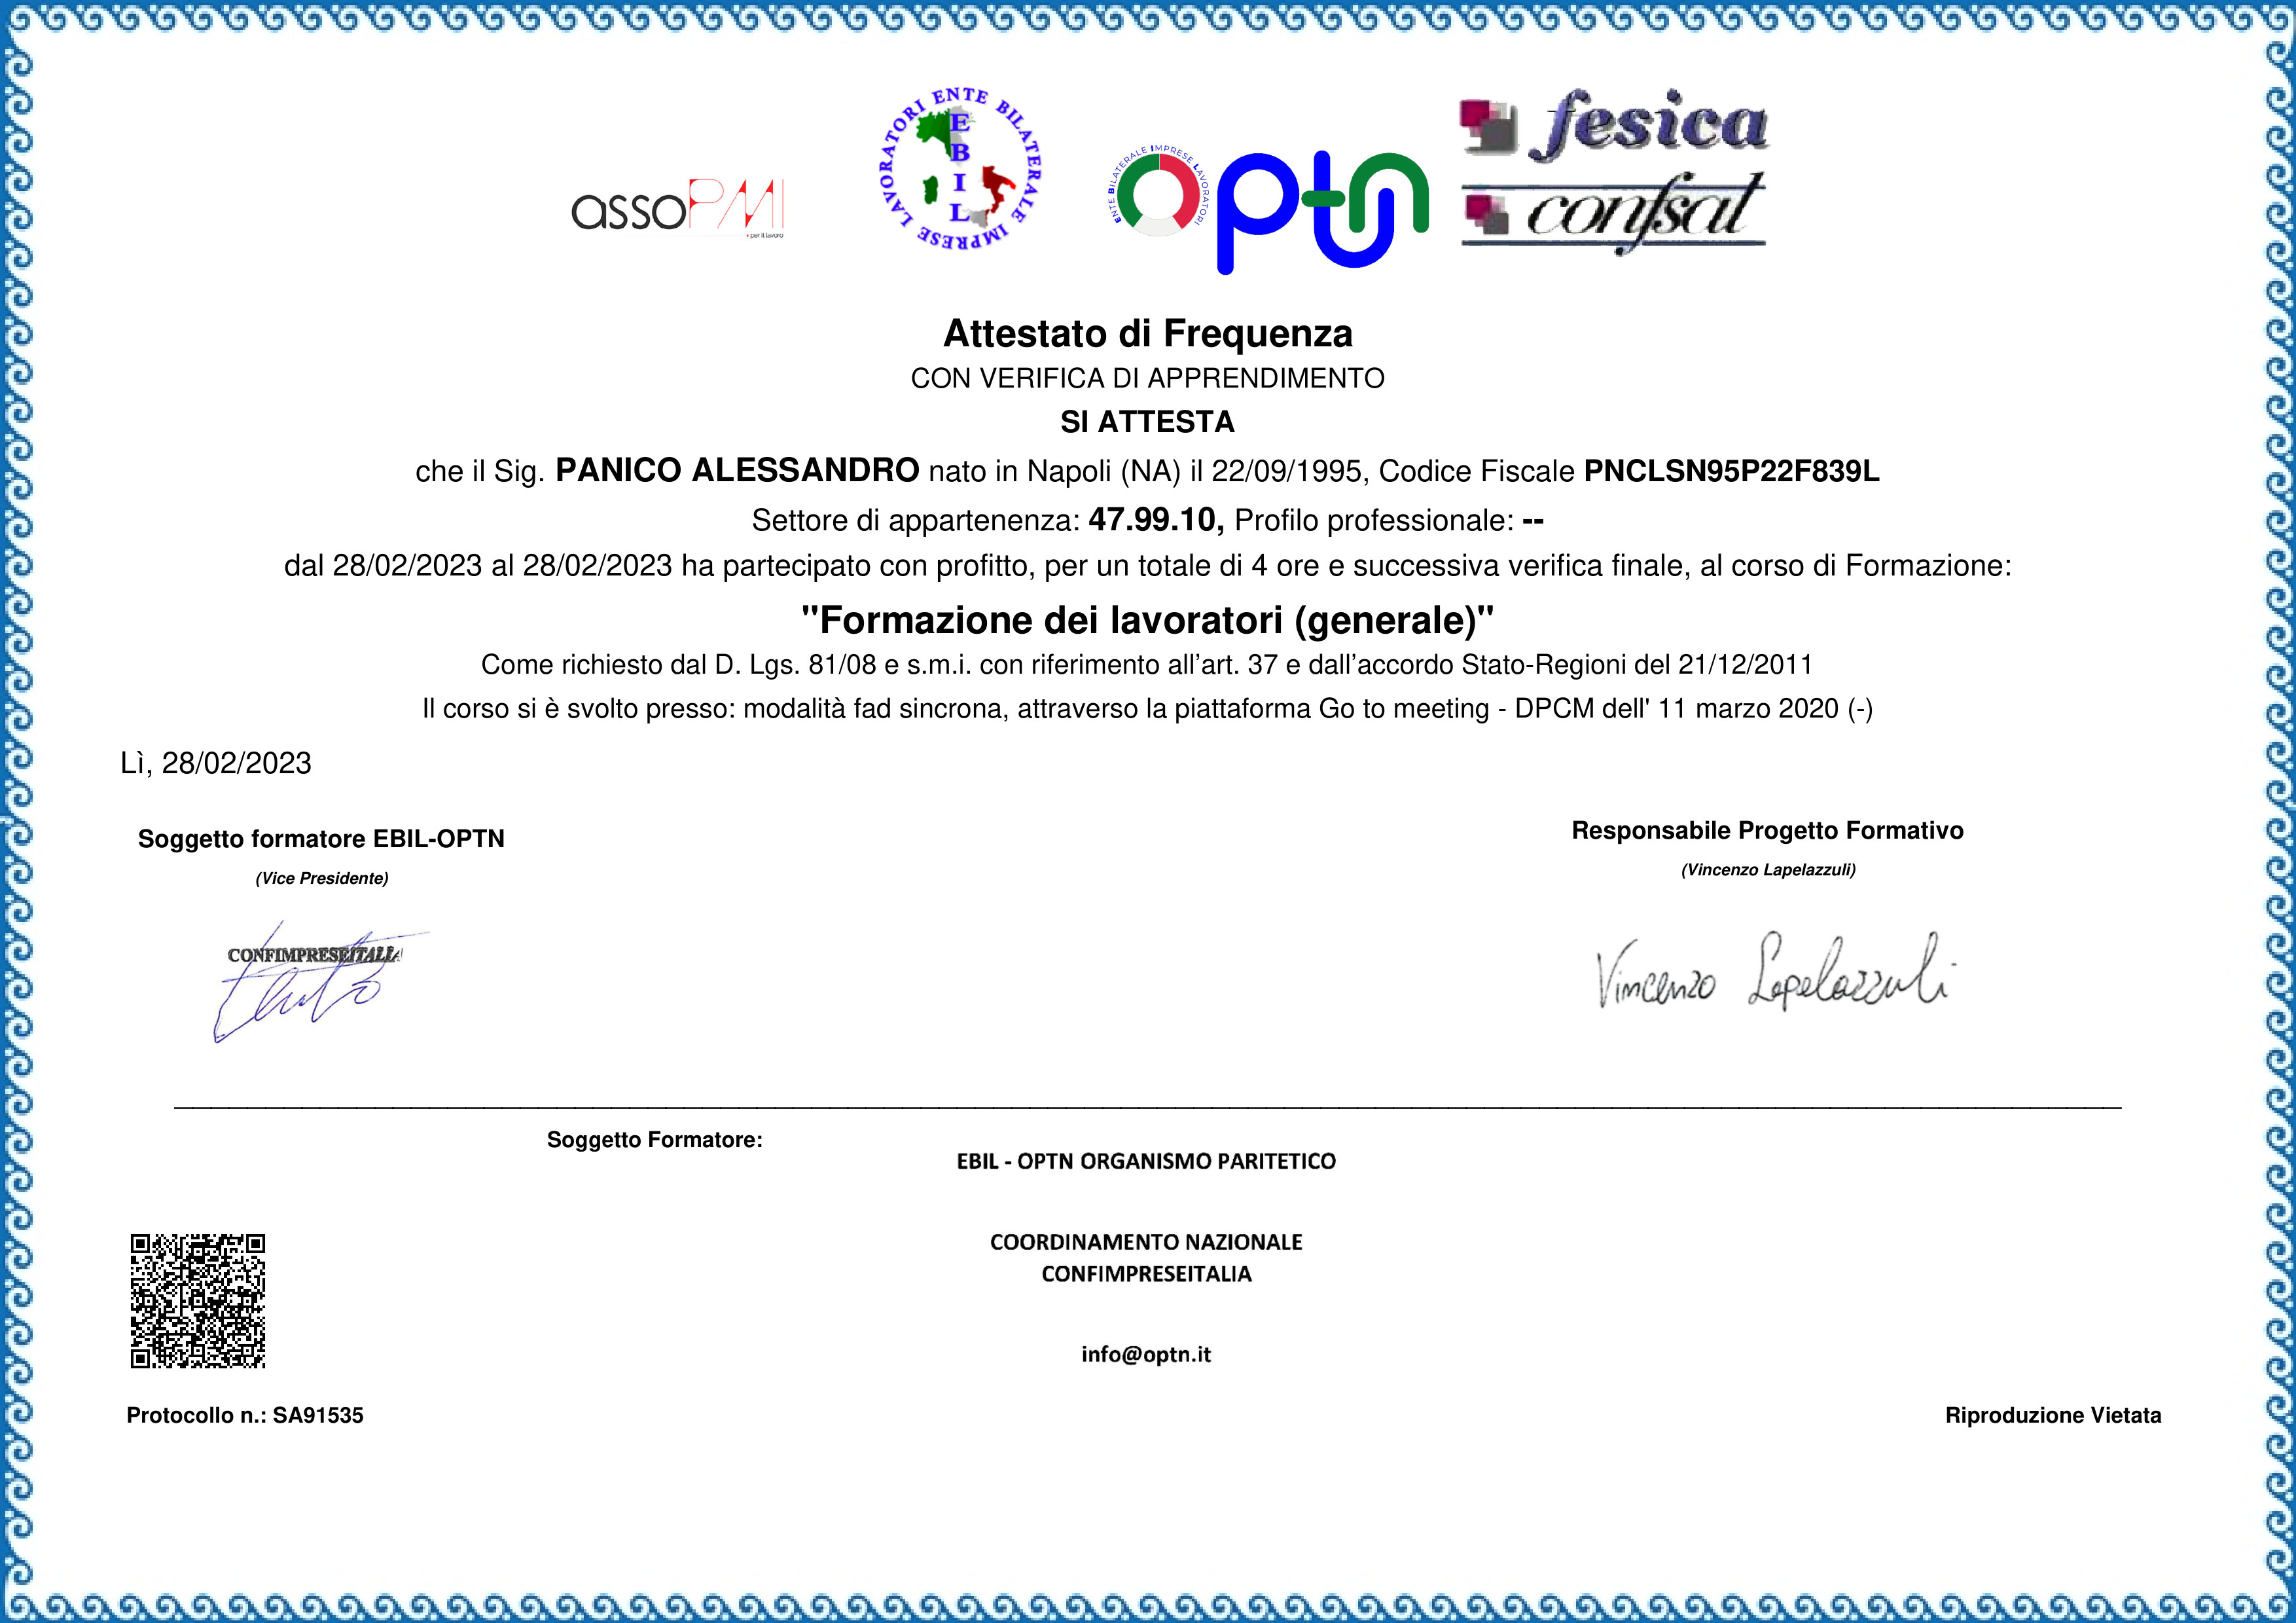 assoPMI
+ per il lavoro
ENTE BILATERALE IMPRESE LAVORATORI
EBIL
ENTE BILATERALE IMPRESE LAVORATORI
optn
fesica
confsal
Attestato di Frequenza
CON VERIFICA DI APPRENDIMENTO
SI ATTESTA
che il Sig. PANICO ALESSANDRO nato in Napoli (NA) il 22/09/1995, Codice Fiscale PNCLSN95P22F839L
Settore di appartenenza: 47.99.10, Profilo professionale: --
dal 28/02/2023 al 28/02/2023 ha partecipato con profitto, per un totale di 4 ore e successiva verifica finale, al corso di Formazione:
"Formazione dei lavoratori (generale)"
Come richiesto dal D. Lgs. 81/08 e s.m.i. con riferimento all’art. 37 e dall’accordo Stato-Regioni del 21/12/2011
Il corso si è svolto presso: modalità fad sincrona, attraverso la piattaforma Go to meeting - DPCM dell' 11 marzo 2020 (-)
Lì, 28/02/2023
Soggetto formatore EBIL-OPTN
(Vice Presidente)
CONFIMPRESEITALIA
Responsabile Progetto Formativo
(Vincenzo Lapelazzuli)
Vincenzo Lapelazzuli
Soggetto Formatore:
EBIL - OPTN ORGANISMO PARITETICO
COORDINAMENTO NAZIONALE
CONFIMPRESEITALIA
info@optn.it
Protocollo n.: SA91535
Riproduzione Vietata